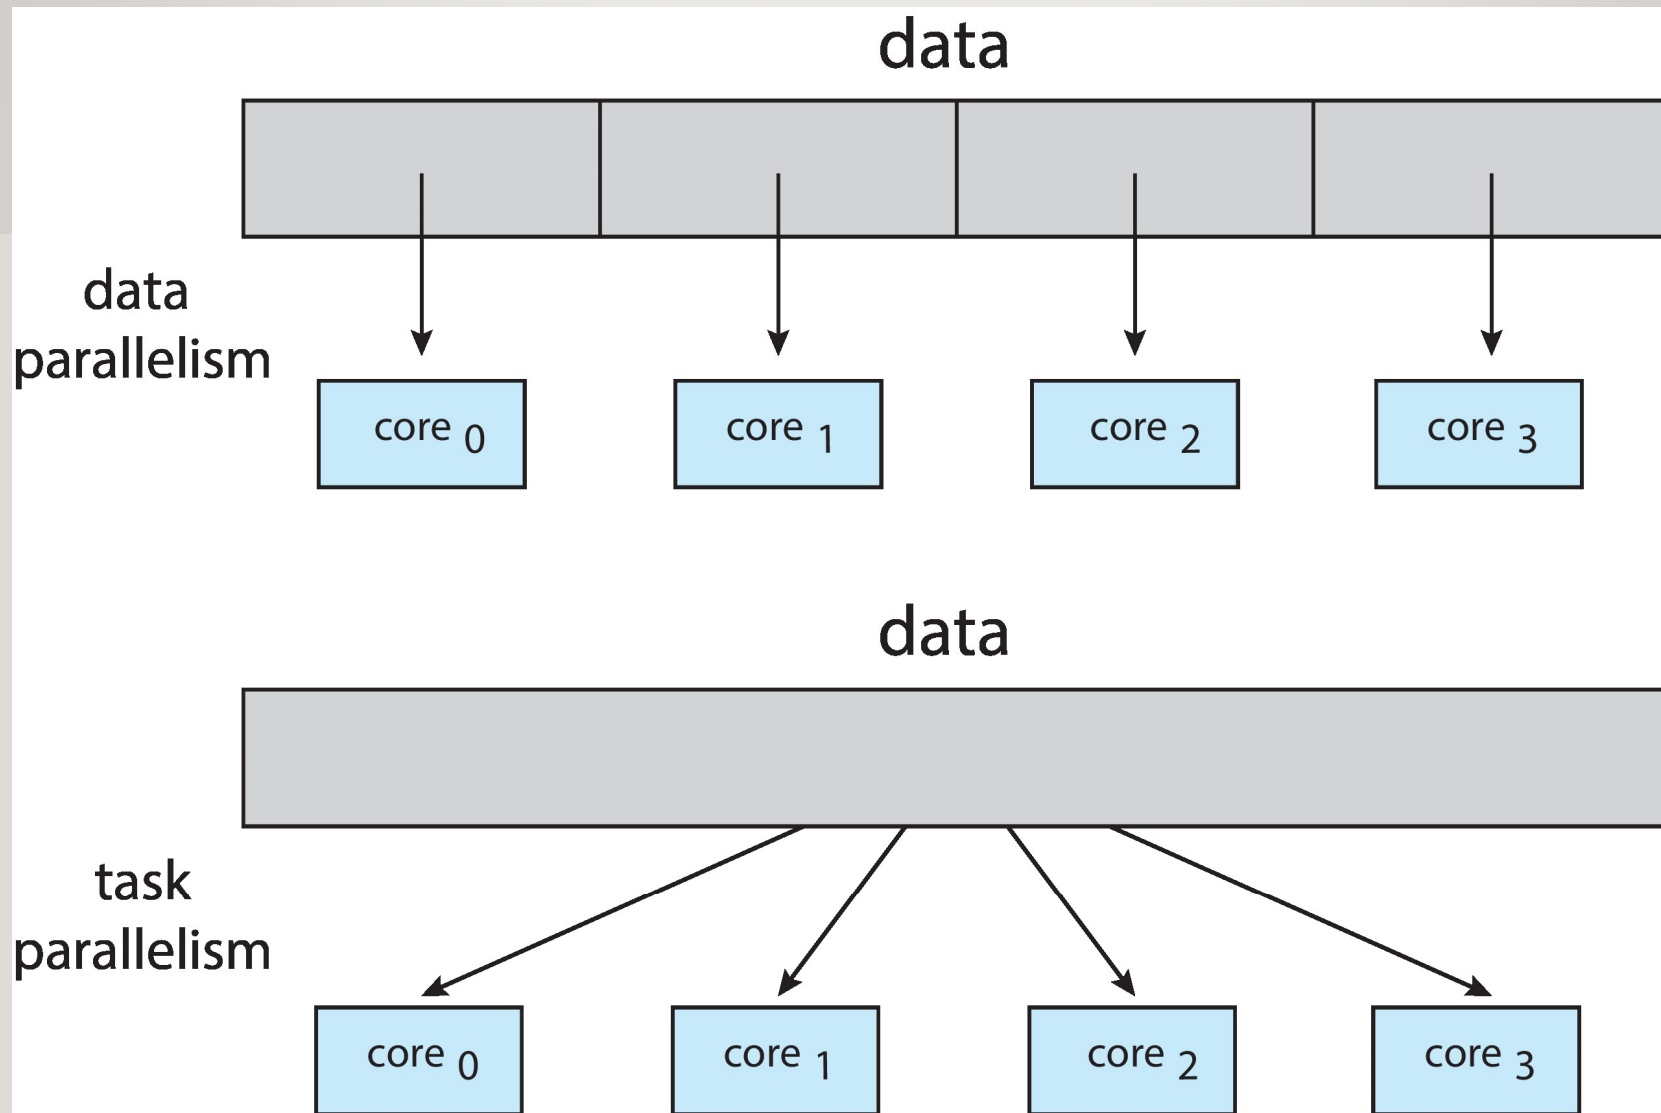 data
data
parallelism
core 0
core 1
core 2
core 3
data
task
parallelism
core 0
core 1
core 2
core 3